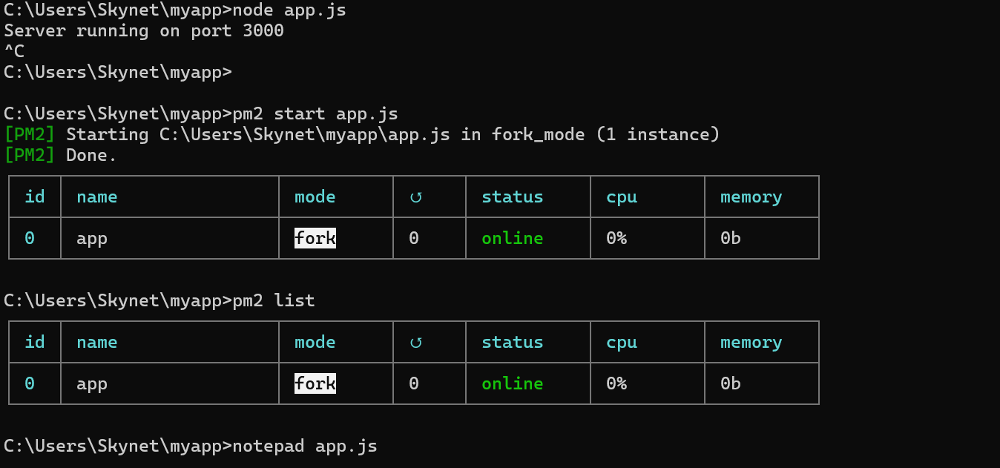 C:\Users\Skynet\myapp>node app.js
Server running on port 3000
^C
C:\Users\Skynet\myapp>
C:\Users\Skynet\myapp>pm2 start app.js
[PM2] Starting C:\Users\Skynet\myapp\app.js in fork_mode (1 instance)
[PM2] Done.
id name mode ↺ status cpu memory
0 app fork 0 online 0% 0b
C:\Users\Skynet\myapp>pm2 list
id name mode ↺ status cpu memory
0 app fork 0 online 0% 0b
C:\Users\Skynet\myapp>notepad app.js